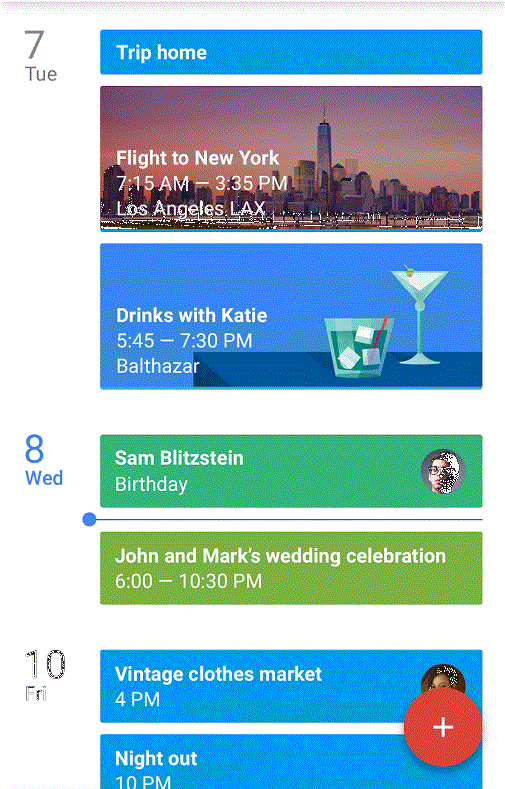 7
Tue
Trip home
Flight to New York
7:15 AM — 3:35 PM
Los Angeles LAX
Drinks with Katie
5:45 — 7:30 PM
Balthazar
8
Wed
Sam Blitzstein
Birthday
John and Mark's wedding celebration
6:00 — 10:30 PM
10
Fri
Vintage clothes market
4 PM
Night out
10 PM